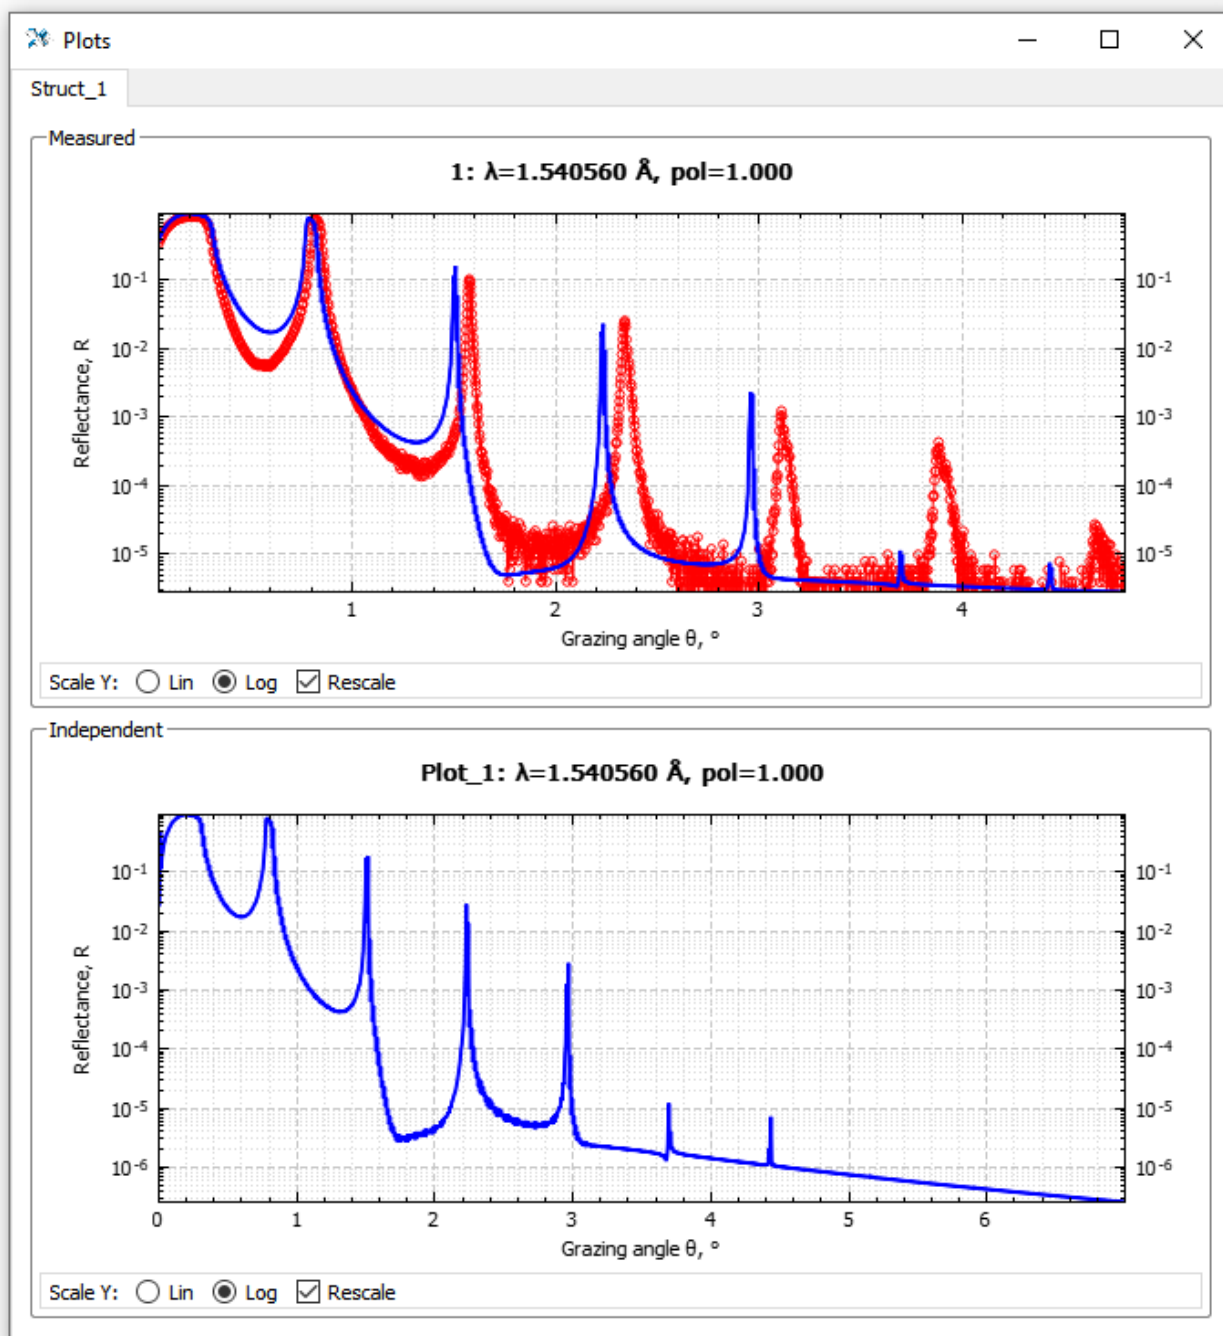 Plots
Struct_1
Measured
1: λ=1.540560 Å, pol=1.000
10⁻¹ 10⁻¹
10⁻² 10⁻²
10⁻³ 10⁻³
10⁻⁴ 10⁻⁴
10⁻⁵ 10⁻⁵
Reflectance, R
1 2 3 4
Grazing angle θ, °
Scale Y: Lin Log Rescale
Independent
Plot_1: λ=1.540560 Å, pol=1.000
10⁻¹ 10⁻¹
10⁻² 10⁻²
10⁻³ 10⁻³
10⁻⁴ 10⁻⁴
10⁻⁵ 10⁻⁵
10⁻⁶ 10⁻⁶
Reflectance, R
0 1 2 3 4 5 6
Grazing angle θ, °
Scale Y: Lin Log Rescale